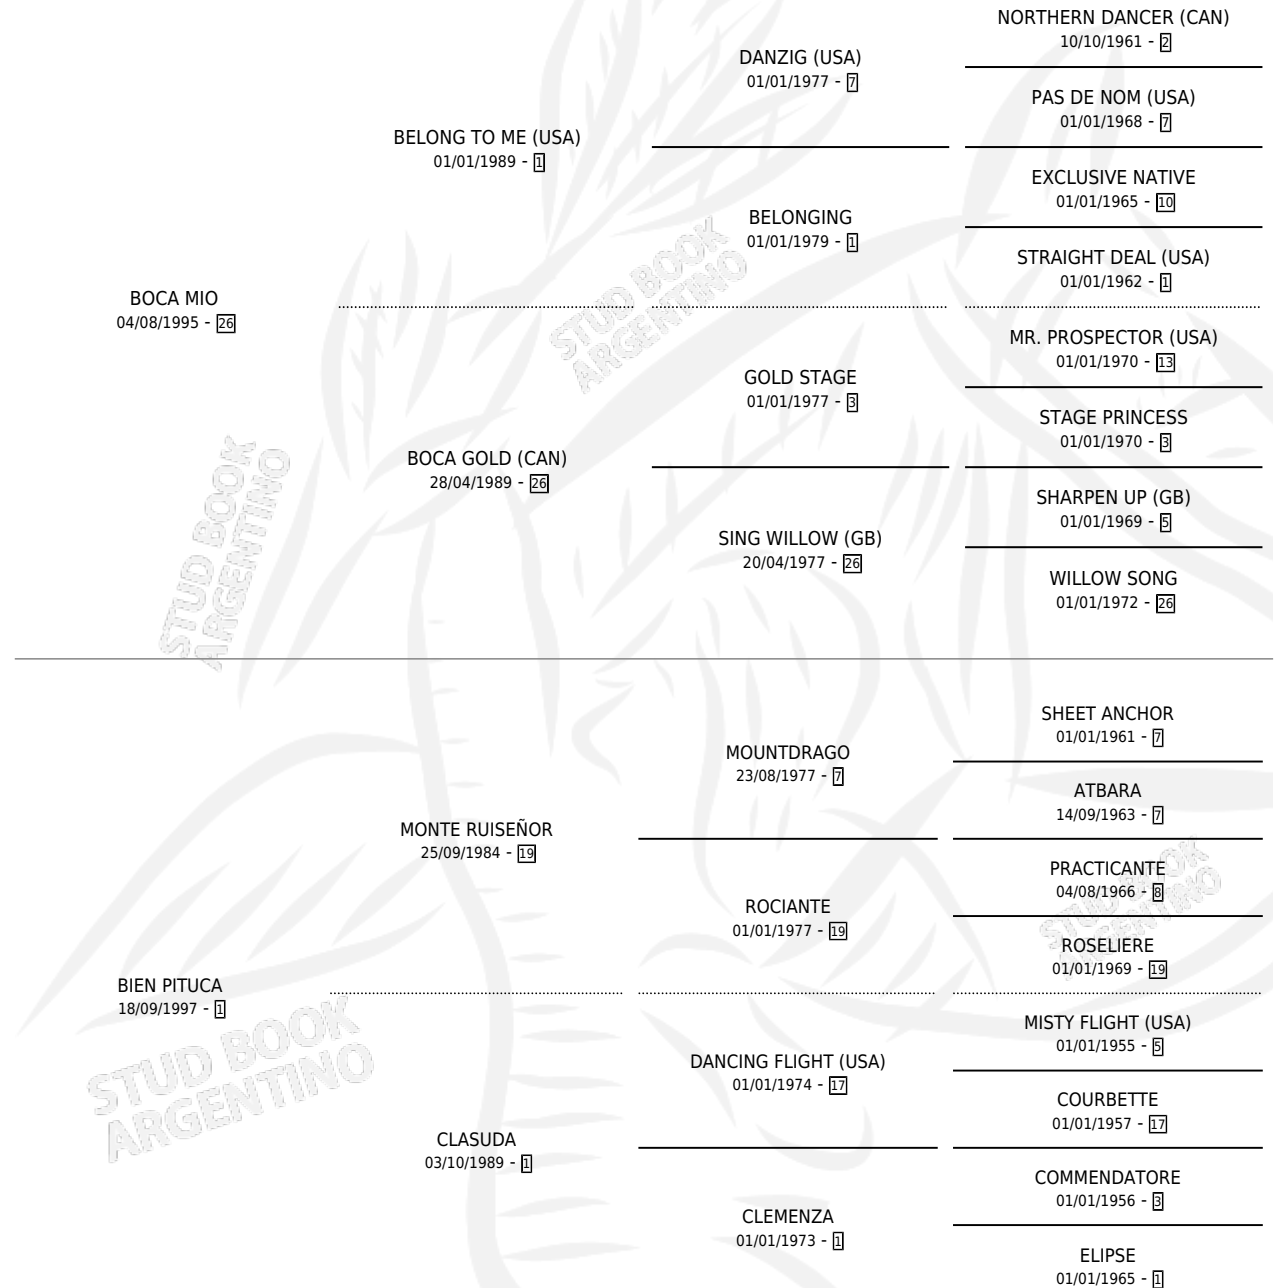 NORTHERN DANCER (CAN)
10/10/1961 - 2
DANZIG (USA)
01/01/1977 - 7
PAS DE NOM (USA)
01/01/1968 - 7
BELONG TO ME (USA)
01/01/1989 - 1
EXCLUSIVE NATIVE
01/01/1965 - 10
BELONGING
01/01/1979 - 1
STRAIGHT DEAL (USA)
01/01/1962 - 1
BOCA MIO
04/08/1995 - 26
STUD BOOK
ARGENTINO
MR. PROSPECTOR (USA)
01/01/1970 - 13
GOLD STAGE
01/01/1977 - 3
STAGE PRINCESS
01/01/1970 - 3
BOCA GOLD (CAN)
28/04/1989 - 26
SHARPEN UP (GB)
01/01/1969 - 5
SING WILLOW (GB)
20/04/1977 - 26
WILLOW SONG
01/01/1972 - 26
STUD BOOK
ARGENTINO
SHEET ANCHOR
01/01/1961 - 7
MOUNTDRAGO
23/08/1977 - 7
ATBARA
14/09/1963 - 7
MONTE RUISEÑOR
25/09/1984 - 19
PRACTICANTE
04/08/1966 - 8
ROCIANTE
01/01/1977 - 19
ROSELIERE
01/01/1969 - 19
STUD BOOK
ARGENTINO
BIEN PITUCA
18/09/1997 - 1
MISTY FLIGHT (USA)
01/01/1955 - 5
DANCING FLIGHT (USA)
01/01/1974 - 17
COURBETTE
01/01/1957 - 17
STUD BOOK
ARGENTINO
CLASUDA
03/10/1989 - 1
COMMENDATORE
01/01/1956 - 3
CLEMENZA
01/01/1973 - 1
ELIPSE
01/01/1965 - 1